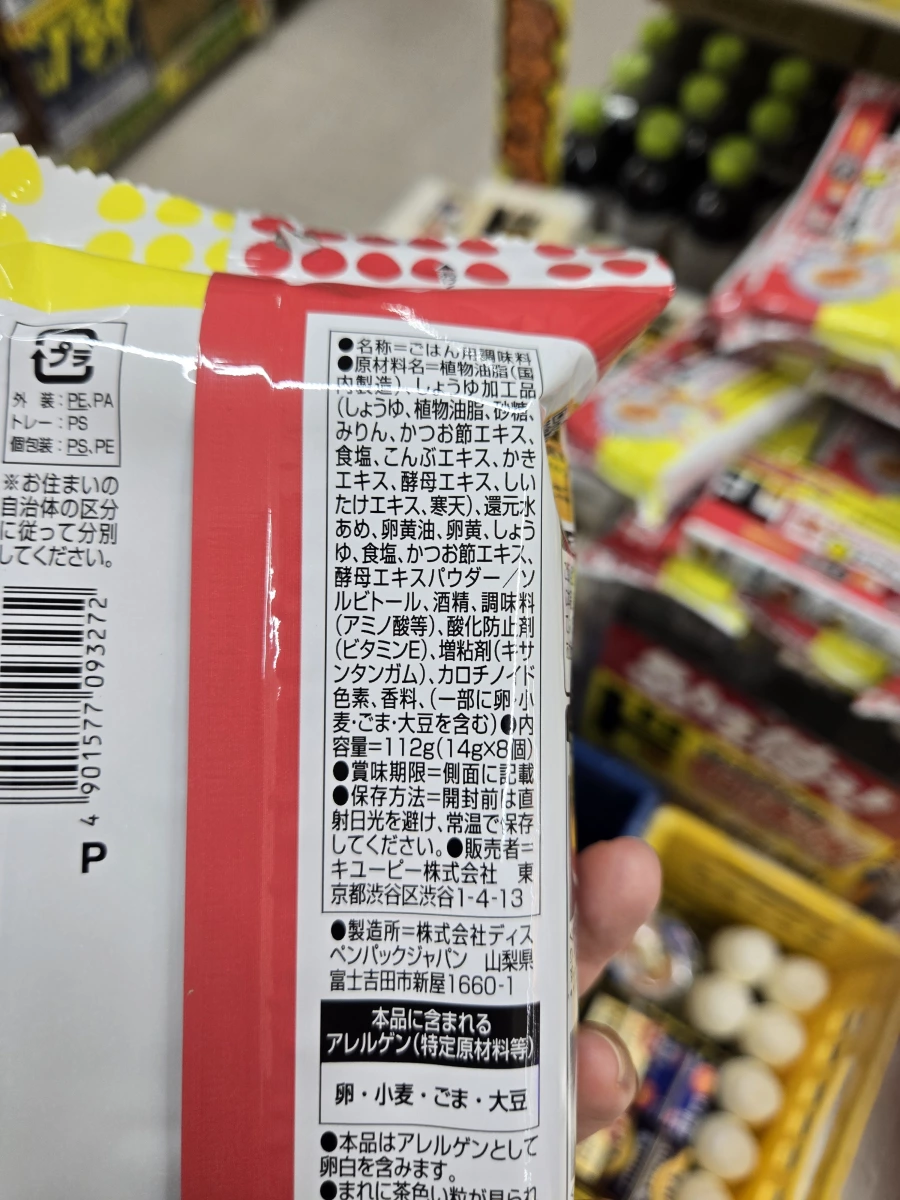 プラ
外 装：PE、PA
トレー：PS
個包装：PS、PE
※お住まいの
自治体の区分
に従って分別
してください。
4 901577 093272
P
●名称＝ごはん用調味料
●原材料名＝植物油脂(国
内製造)、しょうゆ加工品
(しょうゆ、植物油脂、砂糖、
みりん、かつお節エキス、
食塩、こんぶエキス、かき
エキス、酵母エキス、しい
たけエキス、寒天)、還元水
あめ、卵黄油、卵黄、しょう
ゆ、食塩、かつお節エキス、
酵母エキスパウダー／ソ
ルビトール、酒精、調味料
(アミノ酸等)、酸化防止剤
(ビタミンE)、増粘剤(キサ
ンタンガム)、カロチノイド
色素、香料、(一部に卵・小
麦・ごま・大豆を含む)●内
容量＝112g(14g×8個)
●賞味期限＝側面に記載
●保存方法＝開封前は直
射日光を避け、常温で保存
してください。●販売者＝
キユーピー株式会社 東
京都渋谷区渋谷1-4-13
●製造所＝株式会社ディス
ペンパックジャパン 山梨県
富士吉田市新屋1660-1
本品に含まれる
アレルゲン(特定原材料等)
卵・小麦・ごま・大豆
●本品はアレルゲンとして
卵白を含みます。
●まれに茶色い粒が見られ